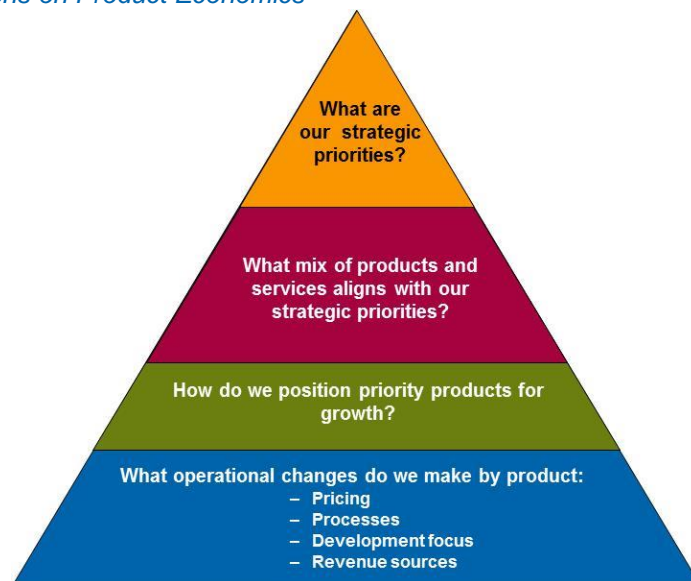 on Product Economics
What are
our strategic
priorities?
What mix of products and
services aligns with our
strategic priorities?
How do we position priority products for
growth?
What operational changes do we make by product:
– Pricing
– Processes
– Development focus
– Revenue sources